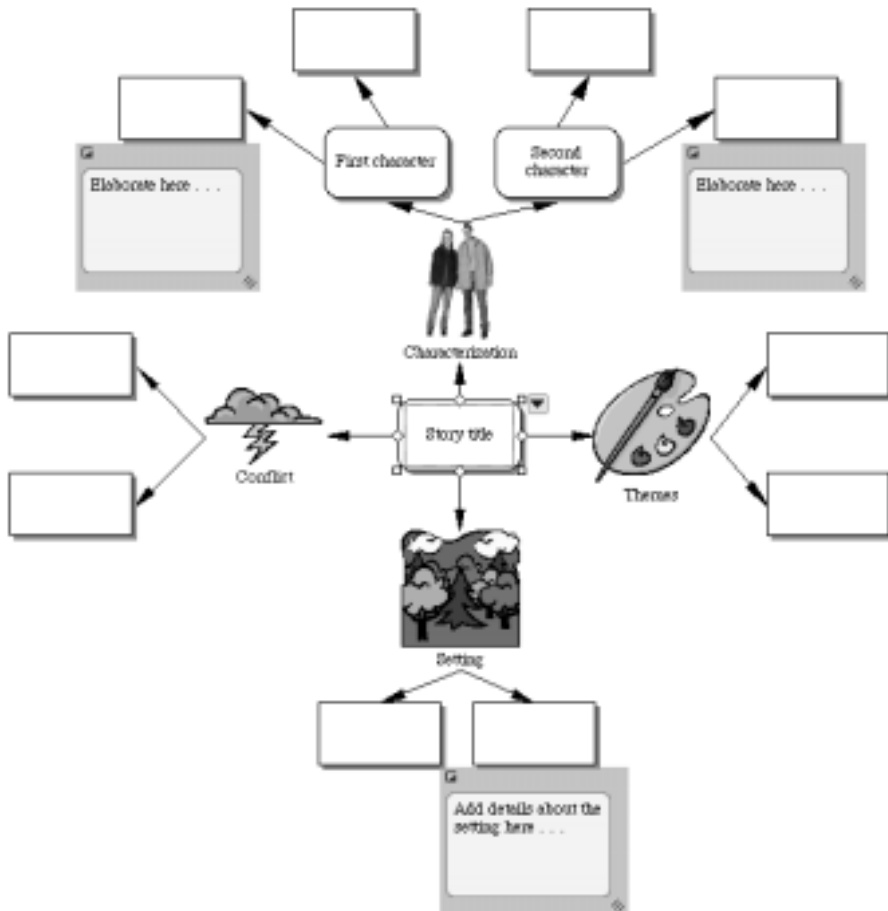 First character
Second
character
Elaborate here . . .
Elaborate here . . .
Characterization
Story title
Conflict
Themes
Setting
Add details about the
setting here . . .